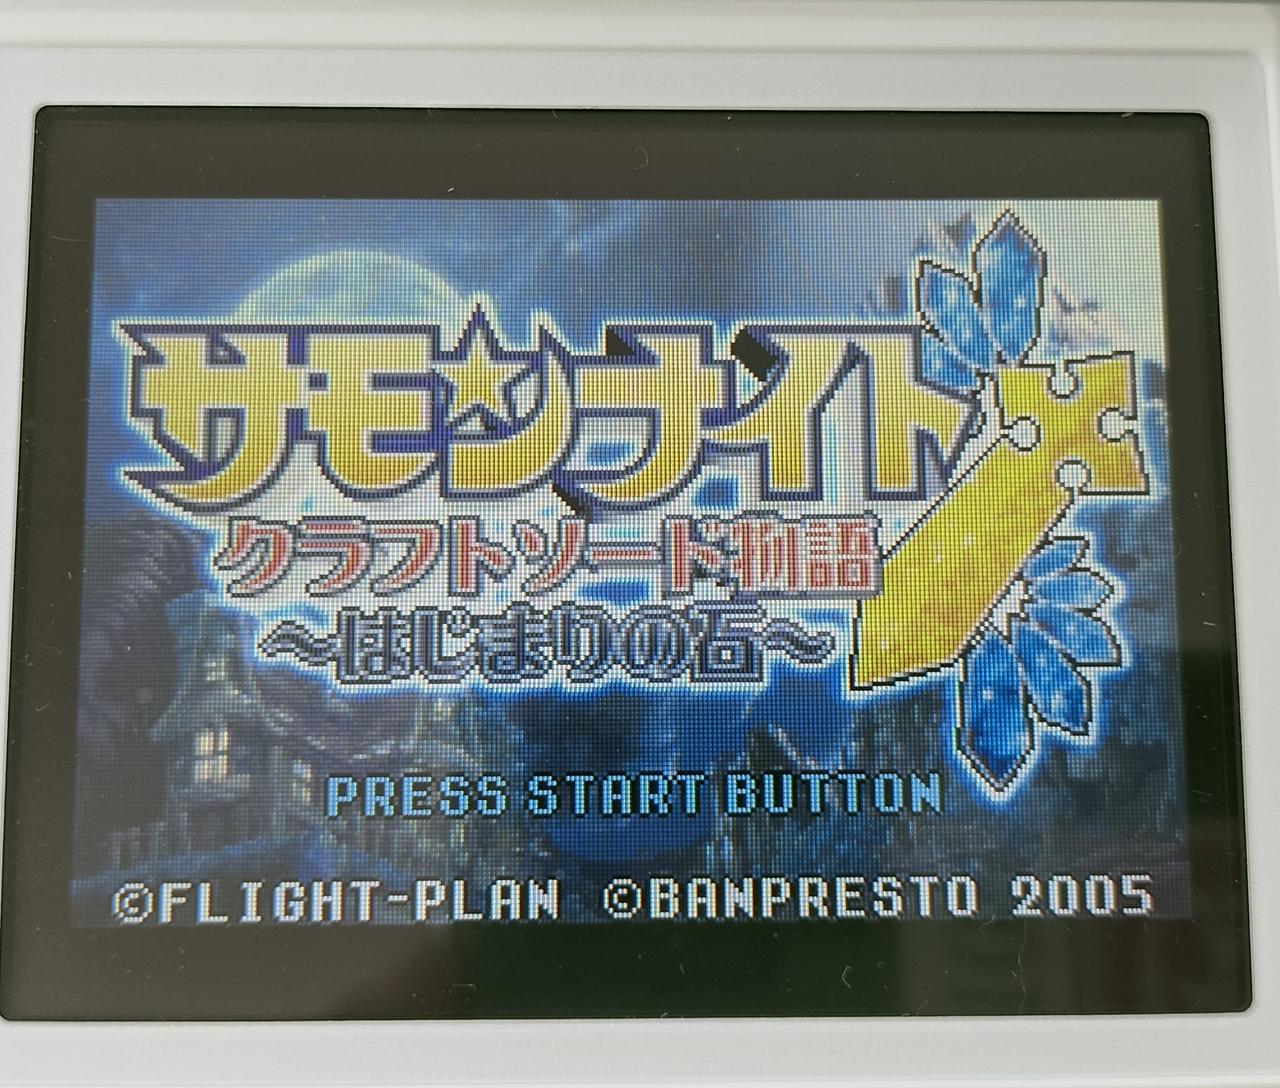 サモンナイト
クラフトソード物語
～はじまりの石～
PRESS START BUTTON
©FLIGHT-PLAN ©BANPRESTO 2005